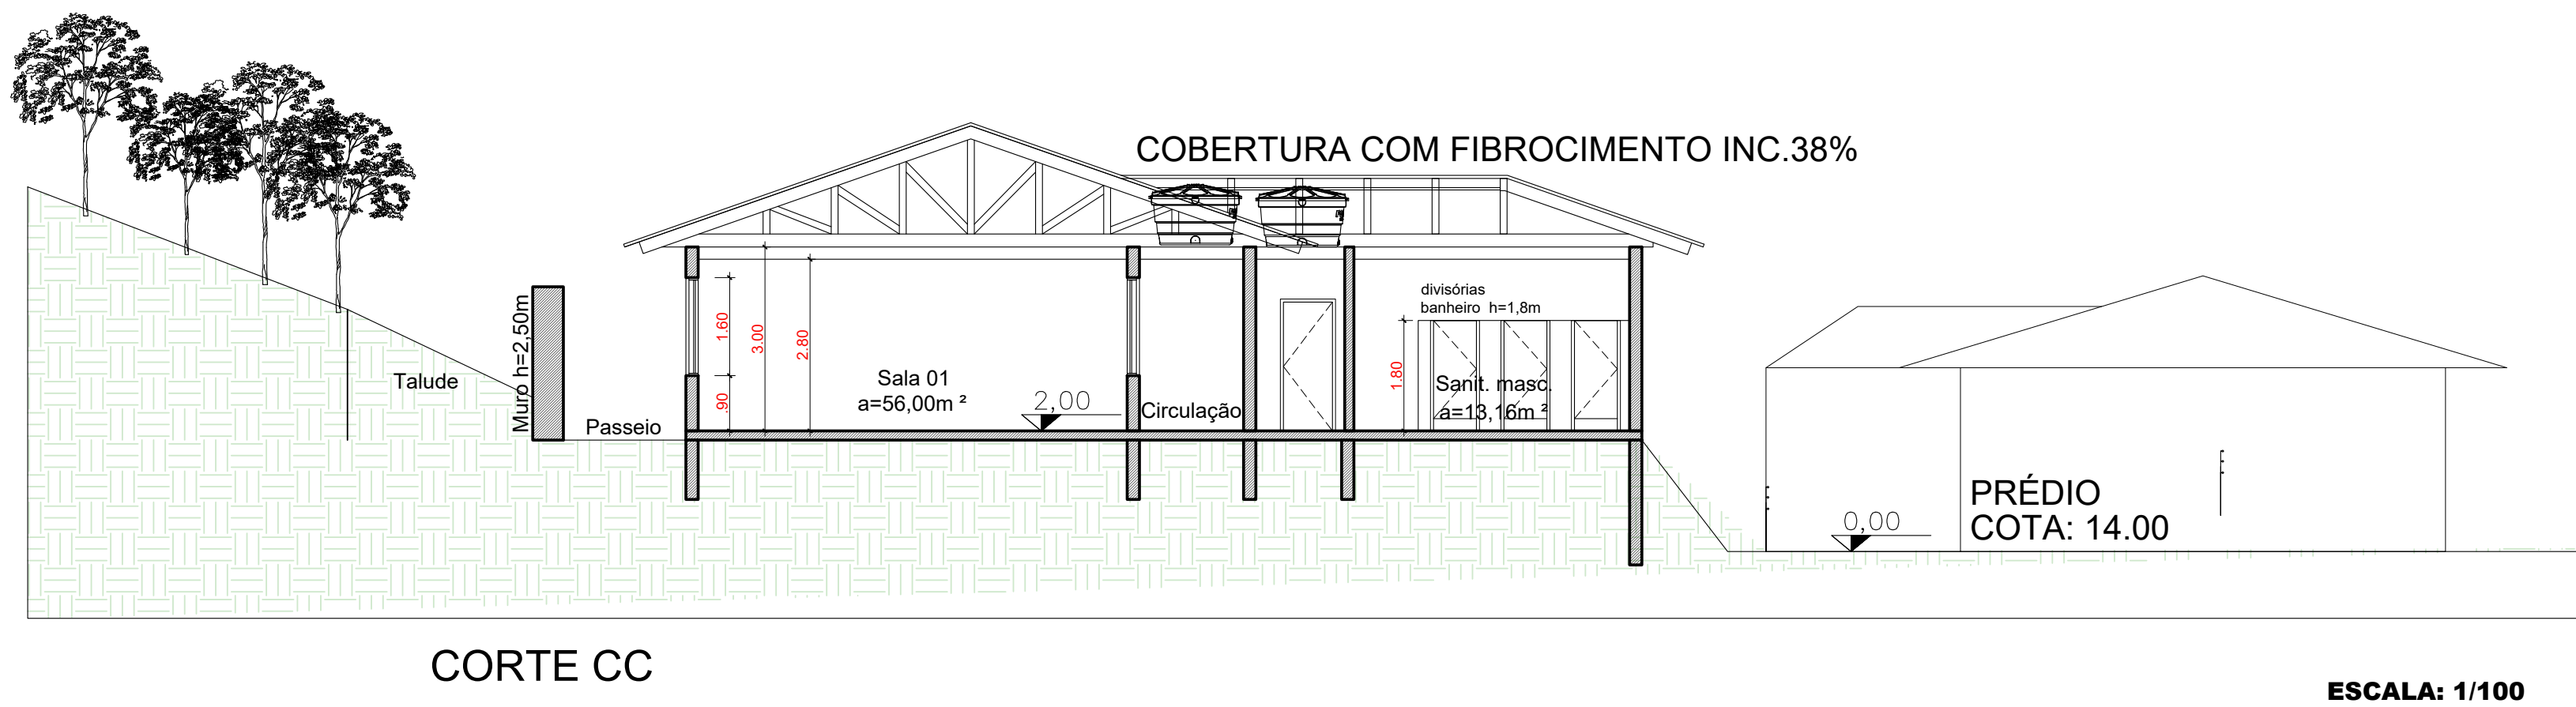 COBERTURA COM FIBROCIMENTO INC.38%
Muro h=2,50m
Talude
Passeio
1.60
.90
3.00
2.80
Sala 01
a=56,00m ²
2,00
Circulação
divisórias
banheiro h=1,8m
1.80
Sanit. masc.
a=13,16m ²
0,00
PRÉDIO
COTA: 14.00
CORTE CC
ESCALA: 1/100